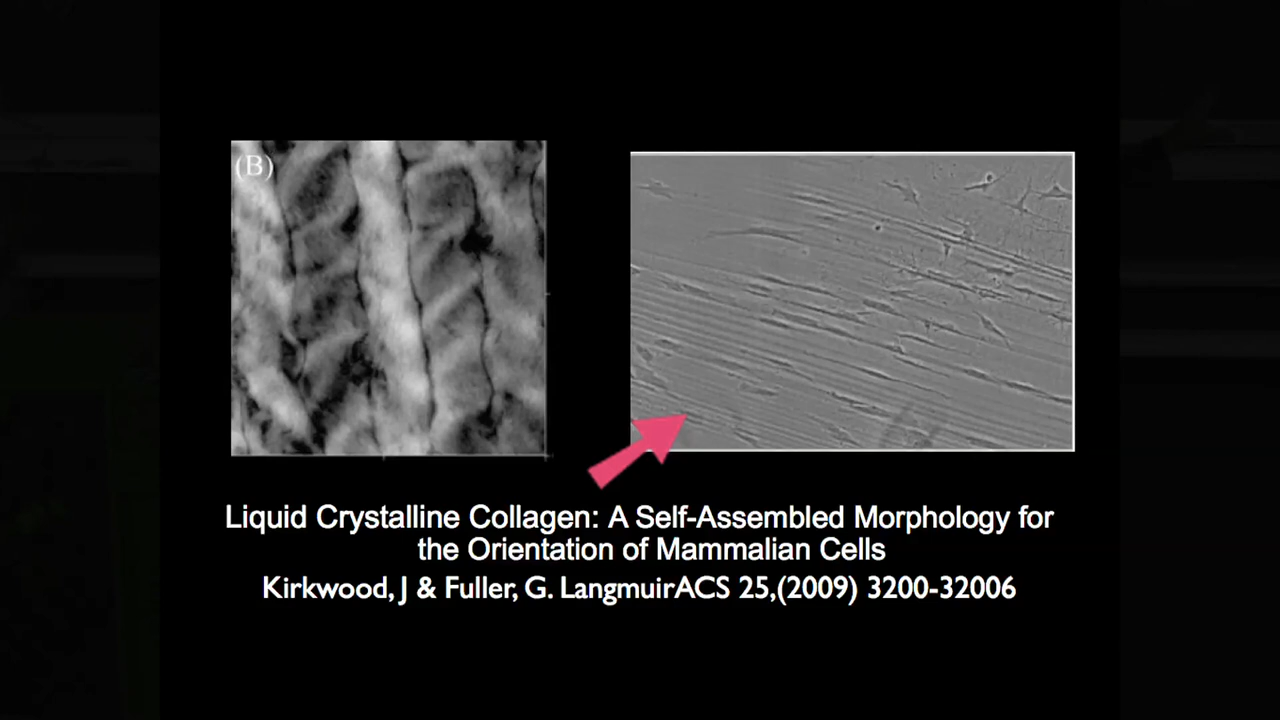 (B)
Liquid Crystalline Collagen: A Self-Assembled Morphology for
the Orientation of Mammalian Cells
Kirkwood, J & Fuller, G. LangmuirACS 25,(2009) 3200-32006